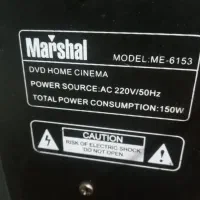 Marshal
MODEL:ME-6153
DVD HOME CINEMA
POWER SOURCE:AC 220V/50Hz
TOTAL POWER CONSUMPTION:150W
CAUTION
RISK OF ELECTRIC SHOCK
DO NOT OPEN